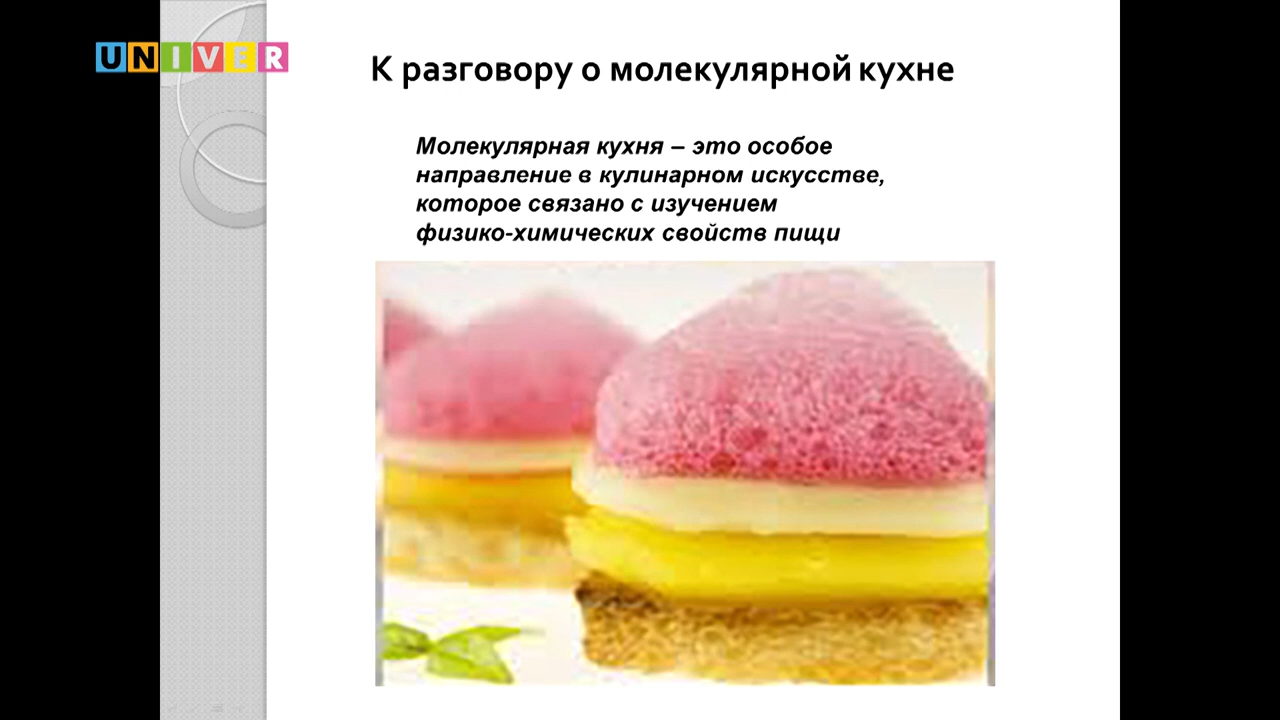 UNIVER
К разговору о молекулярной кухне
Молекулярная кухня – это особое
направление в кулинарном искусстве,
которое связано с изучением
физико-химических свойств пищи